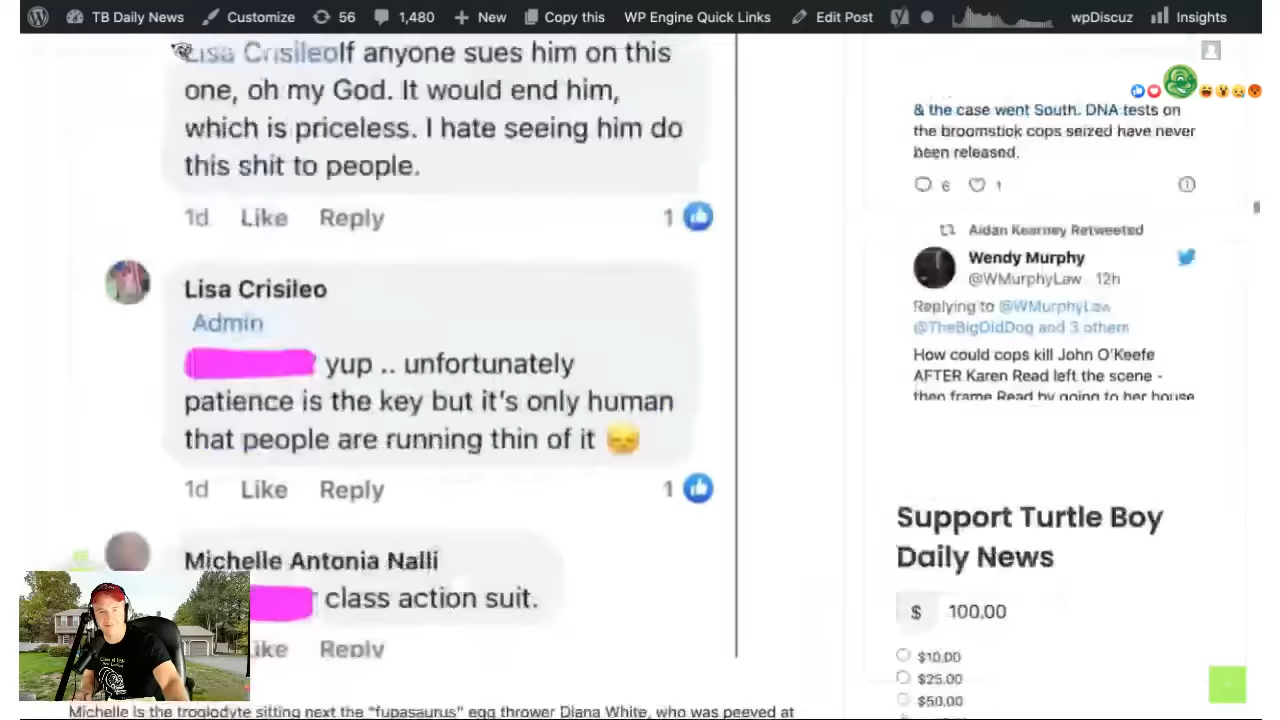 TB Daily News Customize 56 1,480 New Copy this WP Engine Quick Links Edit Post wpDiscuz Insights
Lisa CrisileoIf anyone sues him on this
one, oh my God. It would end him,
which is priceless. I hate seeing him do
this shit to people.
1d Like Reply 1
Lisa Crisileo
Admin
yup .. unfortunately
patience is the key but it's only human
that people are running thin of it 😞
1d Like Reply 1
Michelle Antonia Nalli
class action suit.
Like Reply
Michelle is the troglodyte sitting next the "fupasaurus" egg thrower Diana White, who was peeved at
& the case went South. DNA tests on
the broomstick cops seized have never
been released.
6 1
Aidan Kearney Retweeted
Wendy Murphy
@WMurphyLaw · 12h
Replying to @WMurphyLaw
@TheBigOldDog and 3 others
How could cops kill John O'Keefe
AFTER Karen Read left the scene -
then frame Read by going to her house
Support Turtle Boy
Daily News
$ 100.00
$10.00
$25.00
$50.00